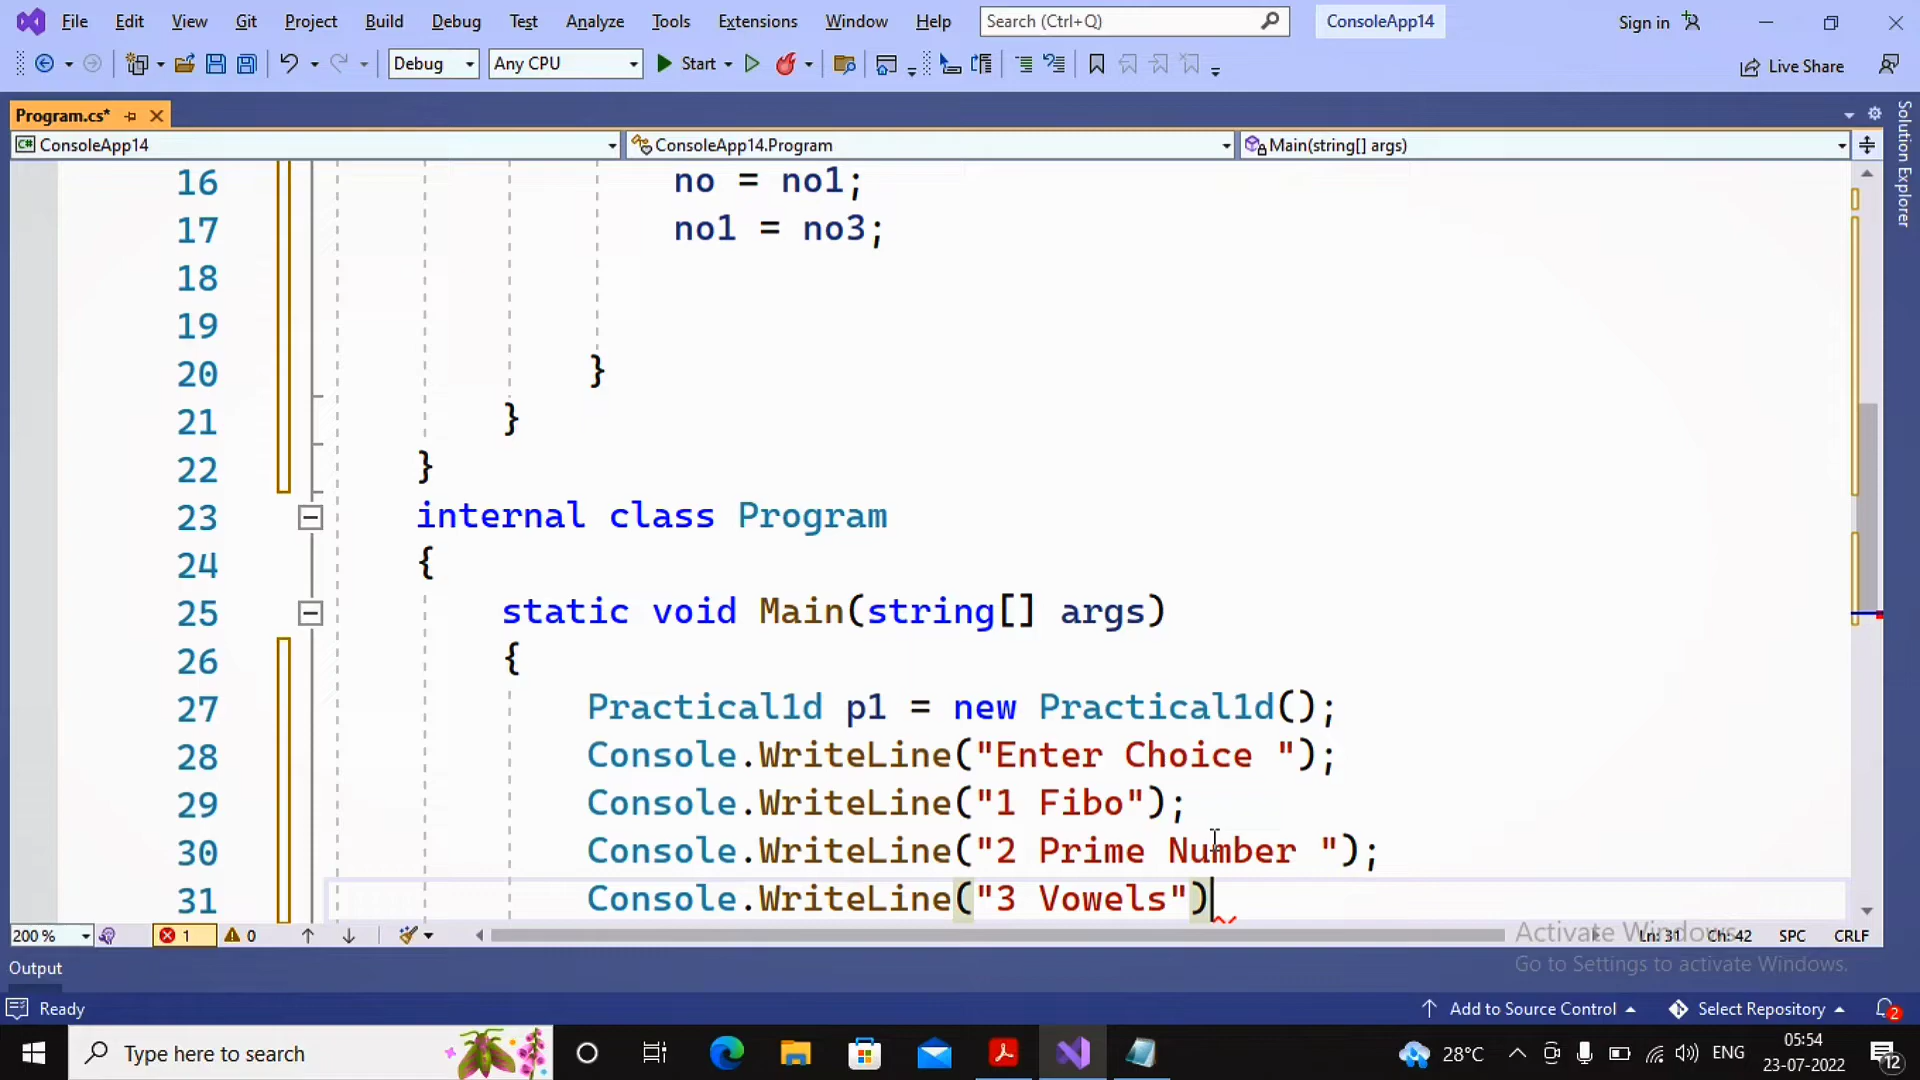 File Edit View Git Project Build Debug Test Analyze Tools Extensions Window Help Search (Ctrl+Q) ConsoleApp14 Sign in
Debug Any CPU Start Live Share
Program.cs*
ConsoleApp14 ConsoleApp14.Program Main(string[] args)
Solution Explorer
16 no = no1;
17 no1 = no3;
18
19
20 }
21 }
22 }
23 internal class Program
24 {
25 static void Main(string[] args)
26 {
27 Practical1d p1 = new Practical1d();
28 Console.WriteLine("Enter Choice ");
29 Console.WriteLine("1 Fibo");
30 Console.WriteLine("2 Prime Number ");
31 Console.WriteLine("3 Vowels")
200 % 1 0 Ln: 31 Ch: 42 SPC CRLF
Activate Windows
Go to Settings to activate Windows.
Output
Ready Add to Source Control Select Repository 2
Type here to search 28°C ENG 05:54
23-07-2022 12